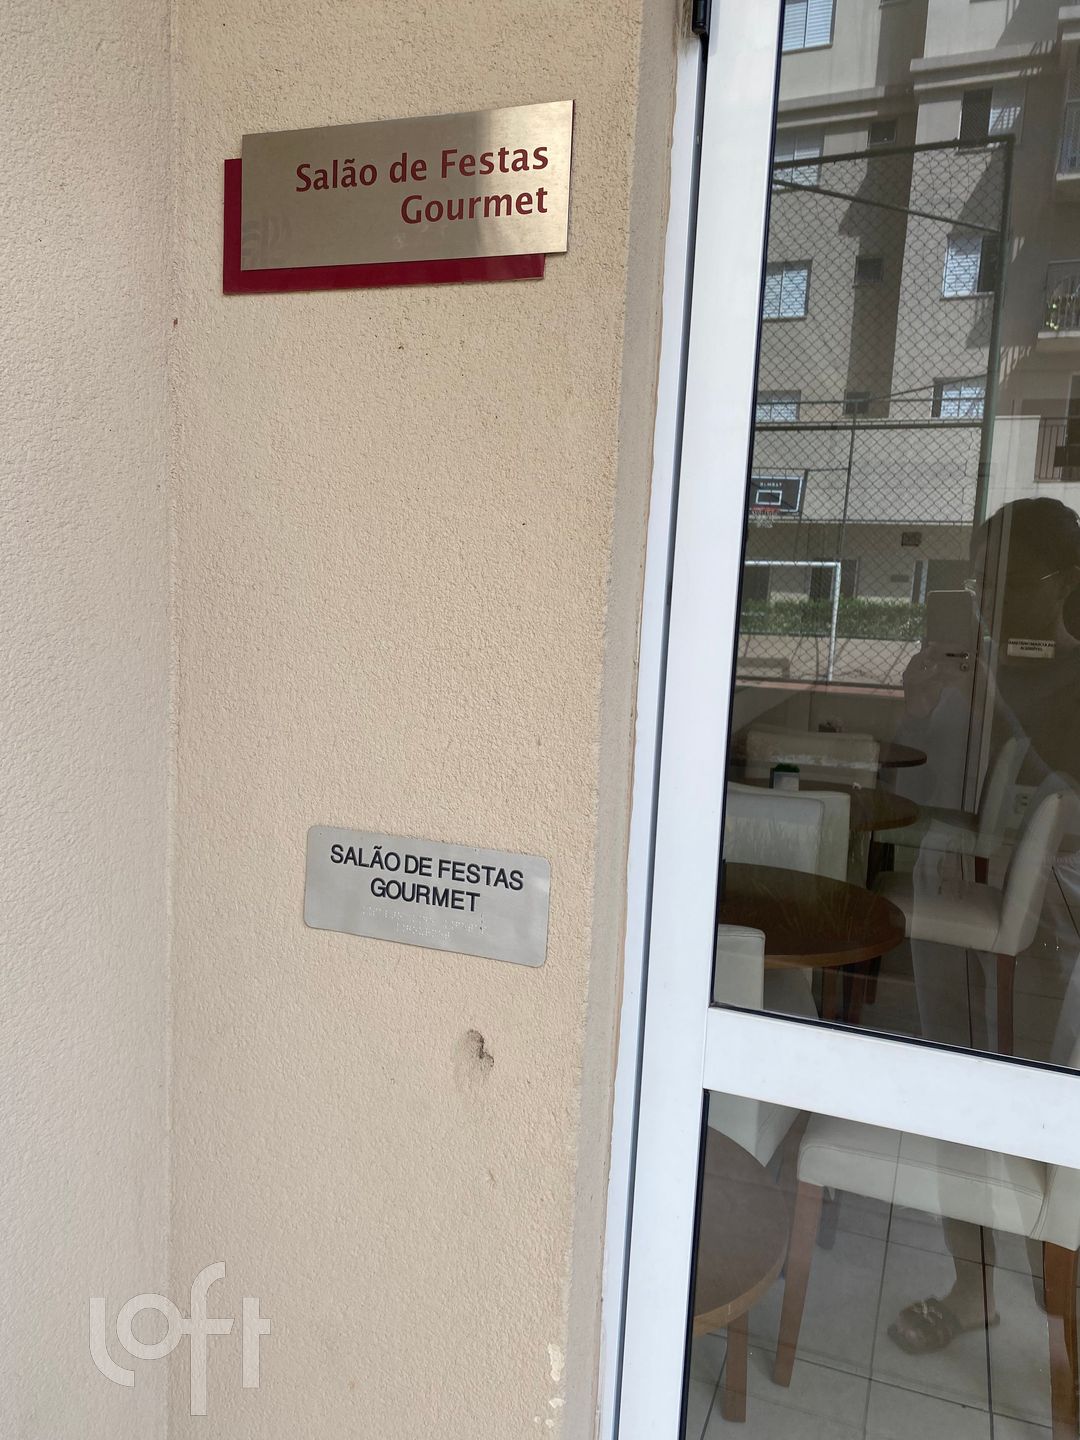 Salão de Festas
Gourmet
SALÃO DE FESTAS
GOURMET
loft